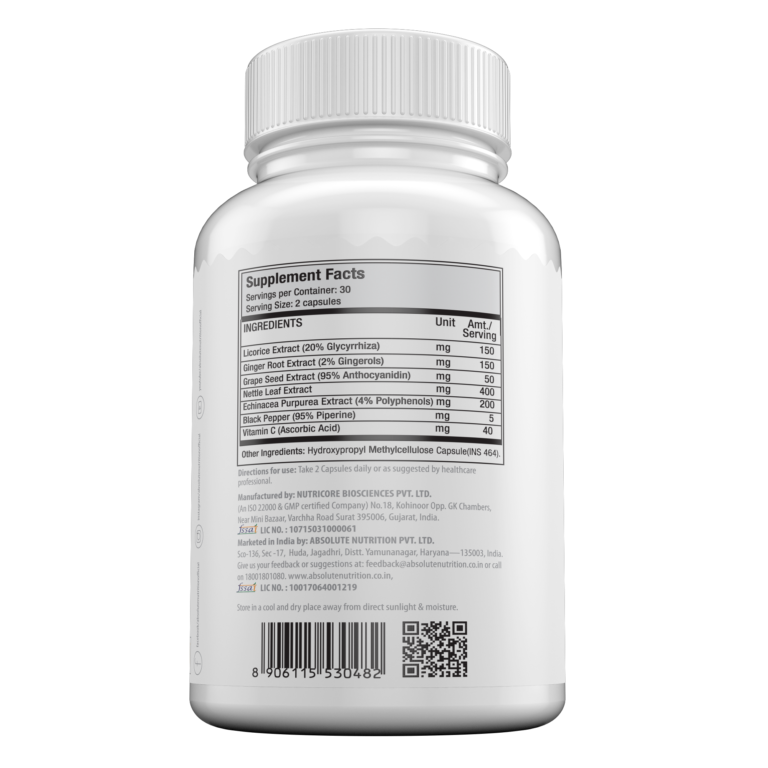 Supplement Facts
Servings per Container: 30
Serving Size: 2 capsules
INGREDIENTS Unit Amt./ Serving
Licorice Extract (20% Glycyrrhiza) mg 150
Ginger Root Extract (2% Gingerols) mg 150
Grape Seed Extract (95% Anthocyanidin) mg 50
Nettle Leaf Extract mg 400
Echinacea Purpurea Extract (4% Polyphenols) mg 200
Black Pepper (95% Piperine) mg 5
Vitamin C (Ascorbic Acid) mg 40
Other Ingredients: Hydroxypropyl Methylcellulose Capsule(INS 464).
Directions for use: Take 2 Capsules daily or as suggested by healthcare
professional.
Manufactured by: NUTRICORE BIOSCIENCES PVT. LTD.
(An ISO 22000 & GMP certified Company) No.18, Kohinoor Opp. GK Chambers,
Near Mini Bazaar, Varchha Road Surat 395006, Gujarat, India.
fssai LIC NO. : 10715031000061
Marketed in India by: ABSOLUTE NUTRITION PVT. LTD.
Sco-136, Sec -17, Huda, Jagadhri, Distt. Yamunanagar, Haryana—135003, India.
Give us your feedback or suggestions at: feedback@absolutenutrition.co.in or call
on 18001801080. www.absolutenutrition.co.in,
fssai LIC NO. : 10017064001219
Store in a cool and dry place away from direct sunlight & moisture.
8 906115 530482